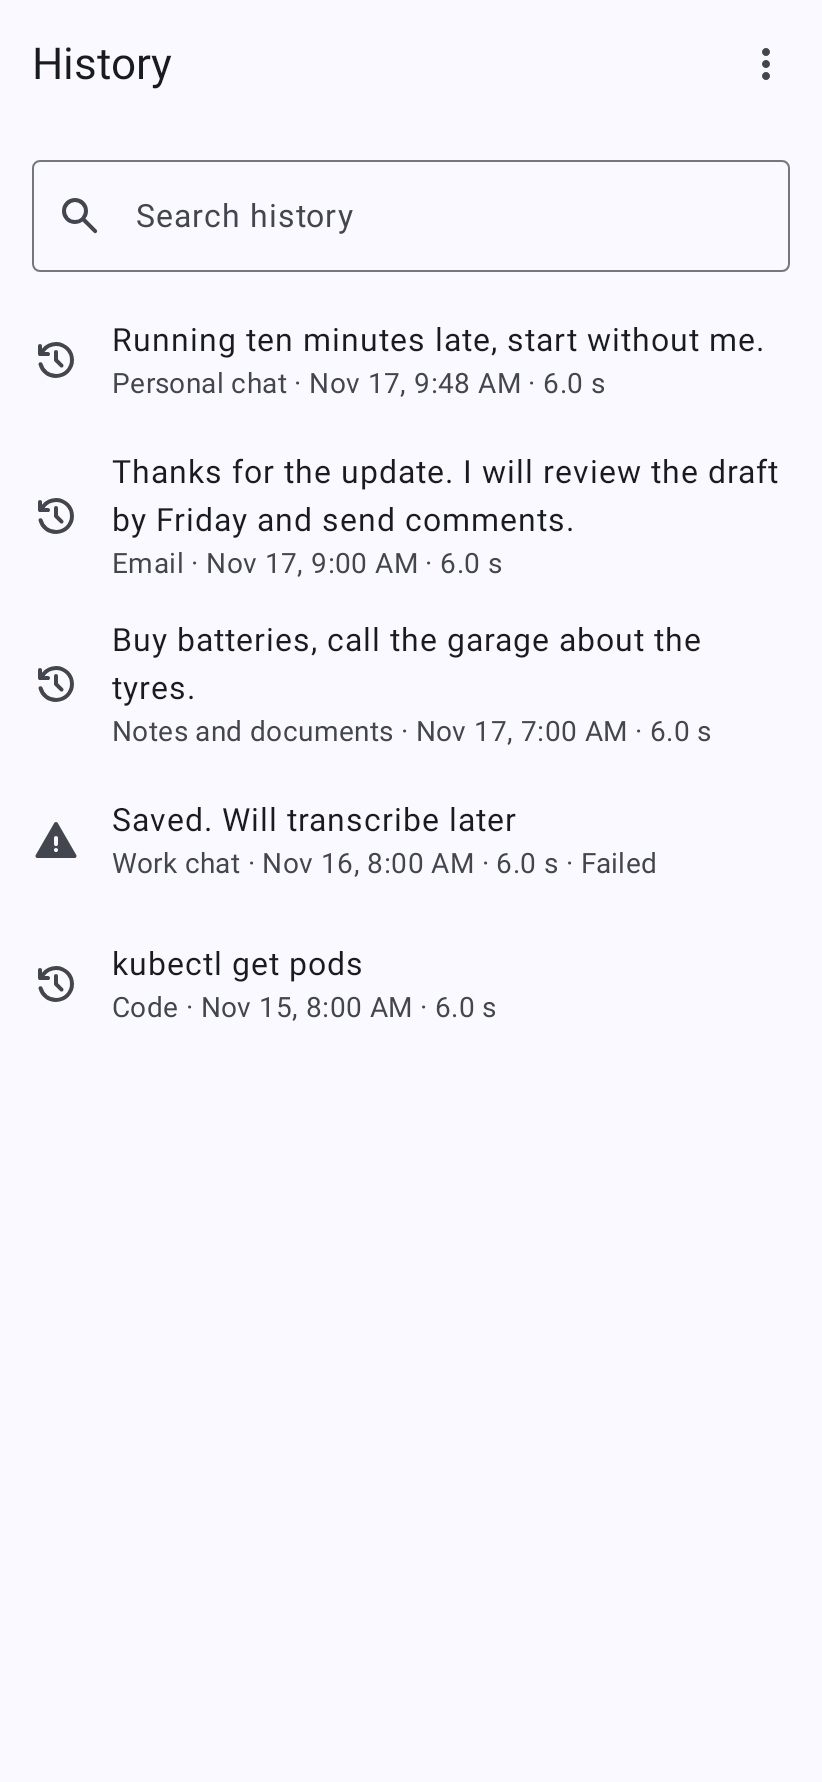 History
Search history
Running ten minutes late, start without me.
Personal chat · Nov 17, 9:48 AM · 6.0 s
Thanks for the update. I will review the draft
by Friday and send comments.
Email · Nov 17, 9:00 AM · 6.0 s
Buy batteries, call the garage about the
tyres.
Notes and documents · Nov 17, 7:00 AM · 6.0 s
Saved. Will transcribe later
Work chat · Nov 16, 8:00 AM · 6.0 s · Failed
kubectl get pods
Code · Nov 15, 8:00 AM · 6.0 s